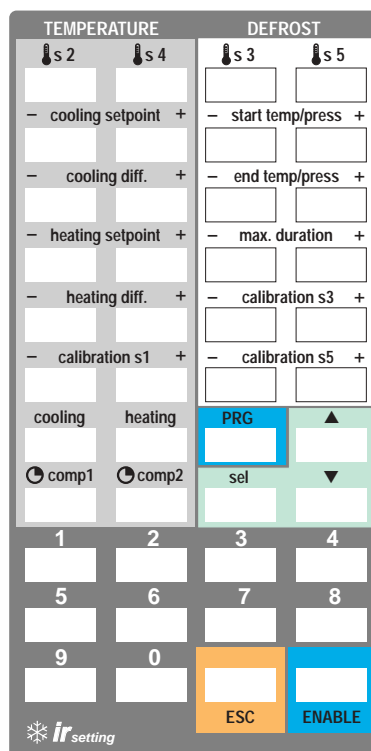 TEMPERATURE DEFROST
s 2 s 4 s 3 s 5
– cooling setpoint + – start temp/press +
– cooling diff. + – end temp/press +
– heating setpoint + – max. duration +
– heating diff. + – calibration s3 +
– calibration s1 + – calibration s5 +
cooling heating PRG ▲
comp1 comp2 sel ▼
1 2 3 4
5 6 7 8
9 0
ESC ENABLE
ir setting